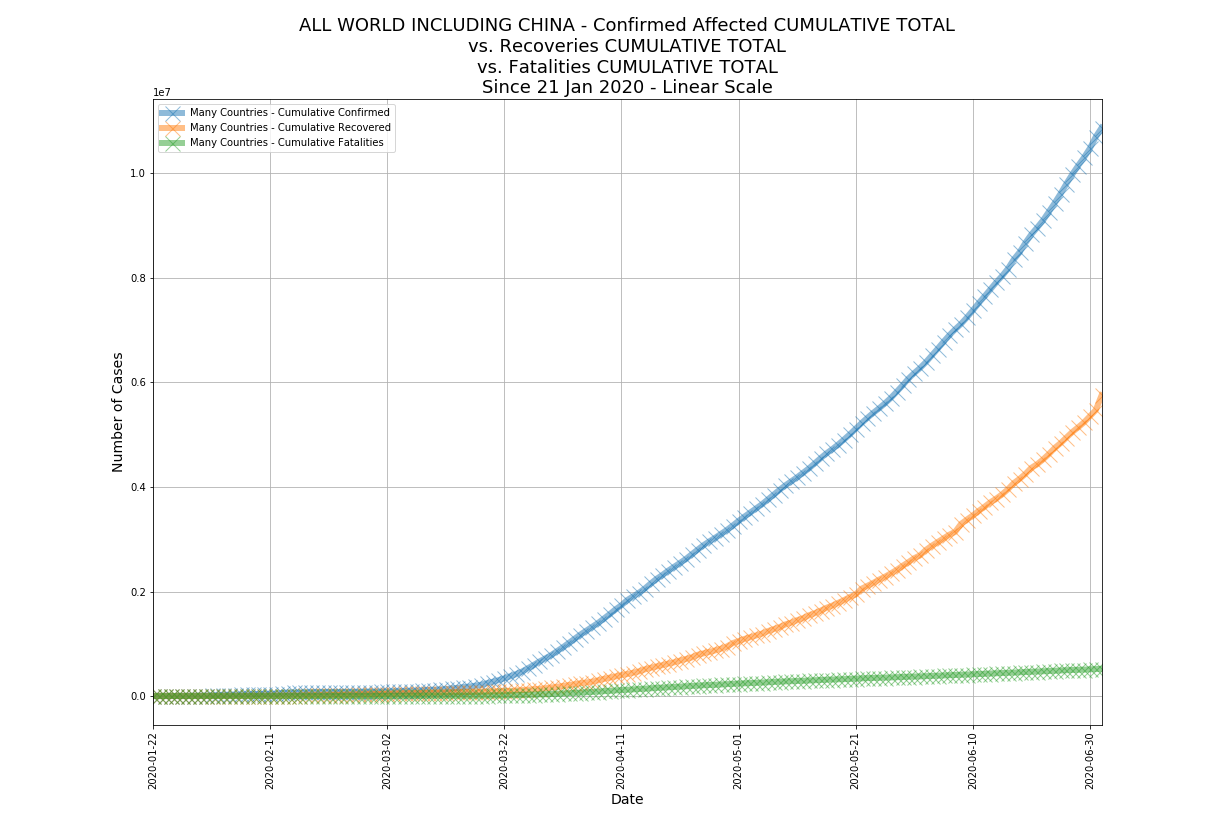 ALL WORLD INCLUDING CHINA - Confirmed Affected CUMULATIVE TOTAL
vs. Recoveries CUMULATIVE TOTAL
vs. Fatalities CUMULATIVE TOTAL
Since 21 Jan 2020 - Linear Scale
1e7
Many Countries - Cumulative Confirmed
Many Countries - Cumulative Recovered
Many Countries - Cumulative Fatalities
1.0
0.8
0.6
0.4
0.2
0.0
Number of Cases
2020-01-22
2020-02-11
2020-03-02
2020-03-22
2020-04-11
2020-05-01
2020-05-21
2020-06-10
2020-06-30
Date